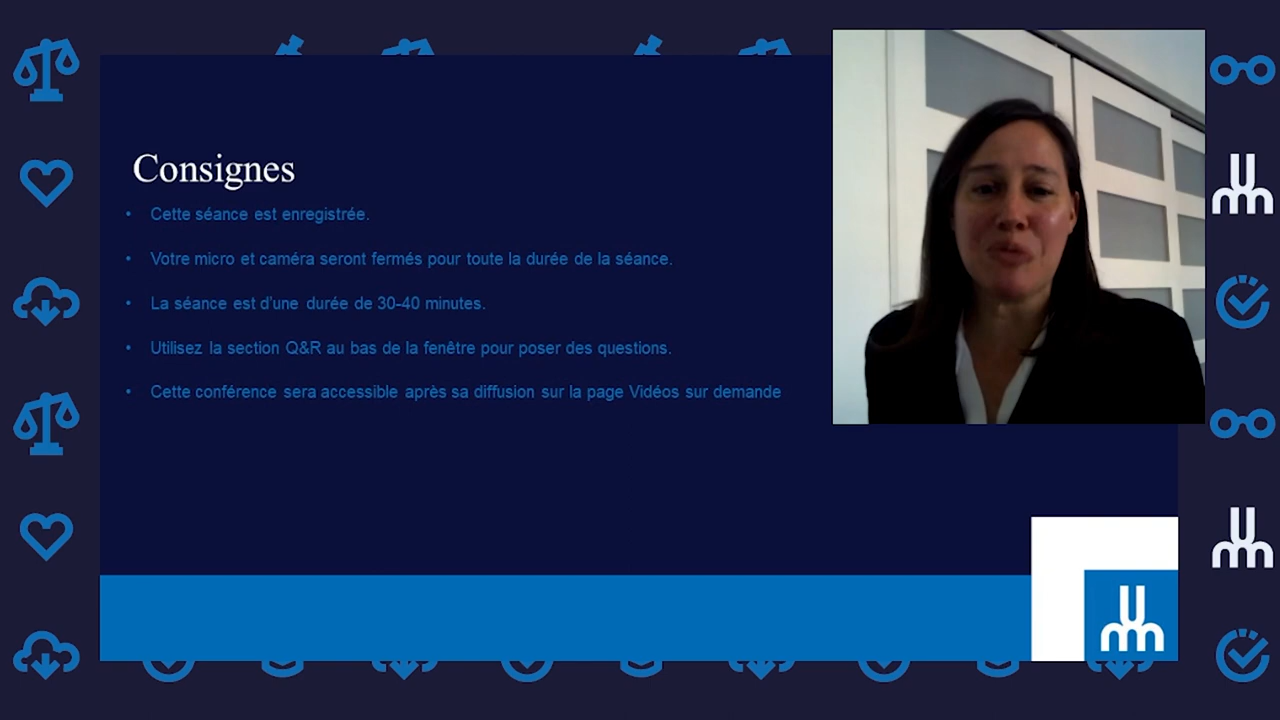 Consignes
• Cette séance est enregistrée.
• Votre micro et caméra seront fermés pour toute la durée de la séance.
• La séance est d'une durée de 30-40 minutes.
• Utilisez la section Q&R au bas de la fenêtre pour poser des questions.
• Cette conférence sera accessible après sa diffusion sur la page Vidéos sur demande